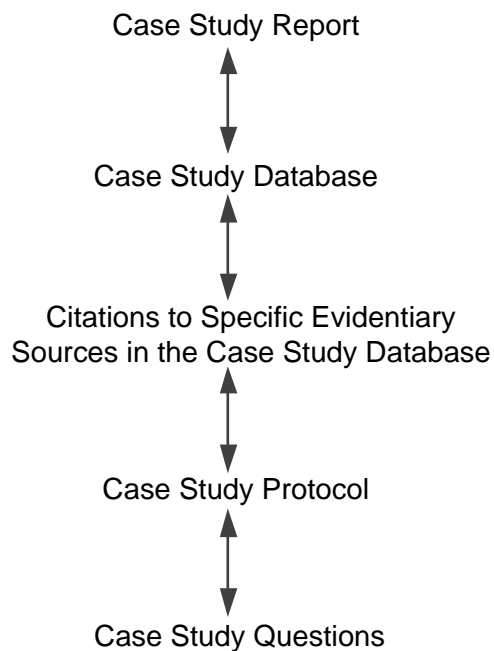 Case Study Report
Case Study Database
Citations to Specific Evidentiary
Sources in the Case Study Database
Case Study Protocol
Case Study Questions